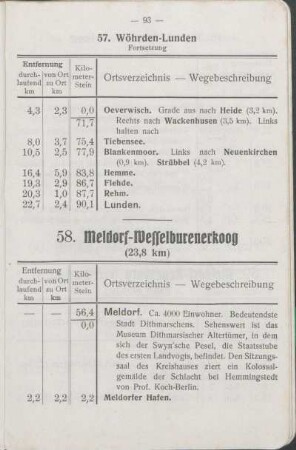 — 93 —
57. Wöhrden-Lunden
Fortsetzung
Entfernung
durch-laufend km
von Ort zu Ort km
Kilo-meter-Stein
Ortsverzeichnis — Wegebeschreibung
4,3 2,3 0,0 Oeverwisch. Grade aus nach Heide (3,2 km).
71,7 Rechts nach Wackenhusen (3,5 km). Links
halten nach
8,0 3,7 75,4 Tiebensee.
10,5 2,5 77,9 Blankenmoor. Links nach Neuenkirchen
(0,9 km). Strübbel (4,2 km).
16,4 5,9 83,8 Hemme.
19,3 2,9 86,7 Flehde.
20,3 1,0 87,7 Rehm.
22,7 2,4 90,1 Lunden.
58. Meldorf-Wesselburenerkoog
(23,8 km)
Entfernung
durch-laufend km
von Ort zu Ort km
Kilo-meter-Stein
Ortsverzeichnis — Wegebeschreibung
— — 56,4 Meldorf. Ca. 4000 Einwohner. Bedeutendste
0,0 Stadt Dithmarschens. Sehenswert ist das
Museum Dithmarsischer Altertümer, in dem
sich der Swyn'sche Pesel, die Staatsstube
des ersten Landvogts, befindet. Den Sitzungs-
saal des Kreishauses ziert ein Kolossul-
gemälde der Schlacht bei Hemmingstedt
von Prof. Koch-Berlin.
2,2 2,2 2,2 Meldorfer Hafen.